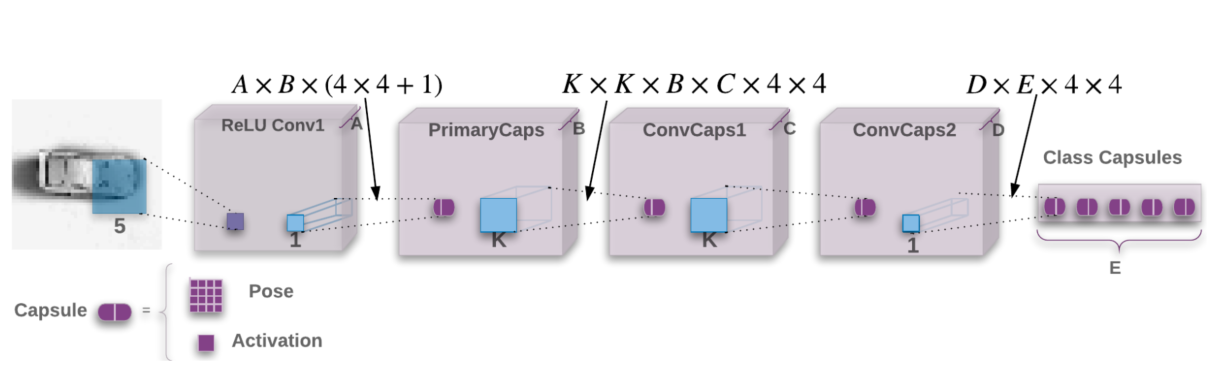 A × B × (4 × 4 + 1)
K × K × B × C × 4 × 4
D × E × 4 × 4
ReLU Conv1
A
PrimaryCaps
B
ConvCaps1
C
ConvCaps2
D
Class Capsules
5
1
K
K
1
E
Capsule
=
Pose
Activation